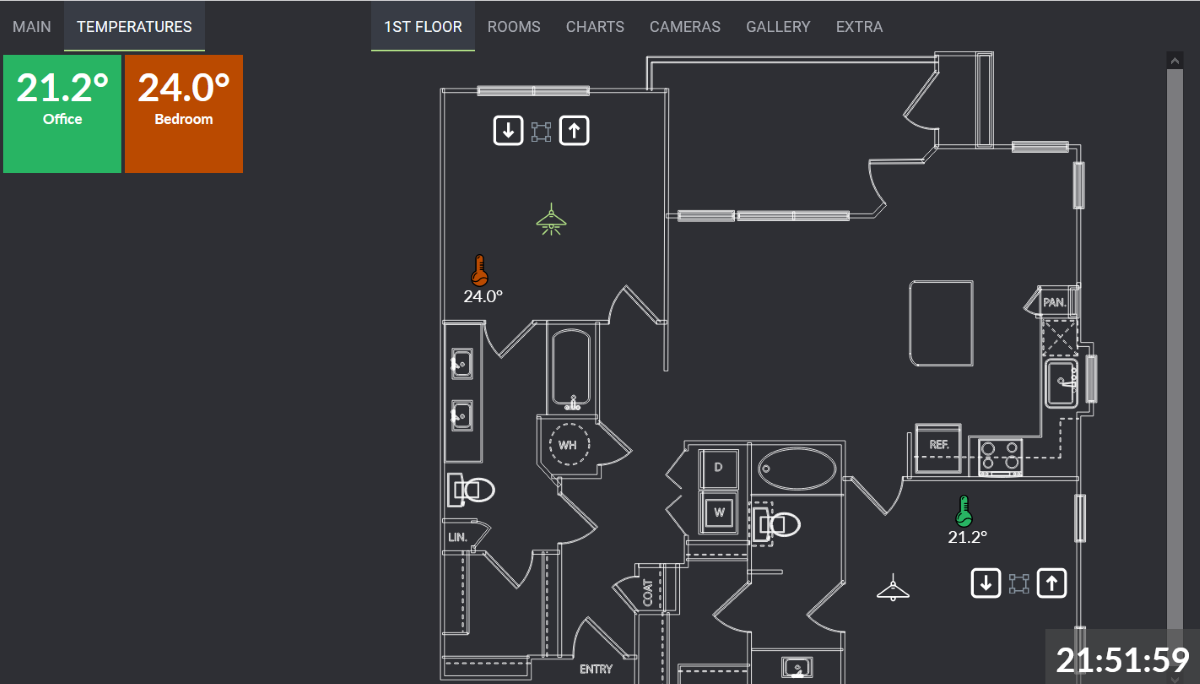 MAIN TEMPERATURES 1ST FLOOR ROOMS CHARTS CAMERAS GALLERY EXTRA
21.2° 24.0°
Office Bedroom
24.0°
PAN.
WH
REF.
D
W
21.2°
LIN.
COAT
ENTRY
21:51:59